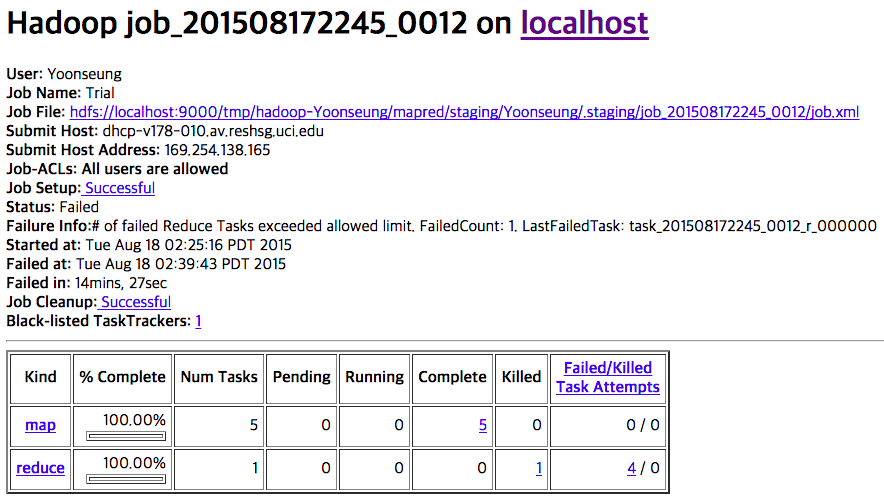 Hadoop job_201508172245_0012 on localhost
User: Yoonseung
Job Name: Trial
Job File: hdfs://localhost:9000/tmp/hadoop-Yoonseung/mapred/staging/Yoonseung/.staging/job_201508172245_0012/job.xml
Submit Host: dhcp-v178-010.av.reshsg.uci.edu
Submit Host Address: 169.254.138.165
Job-ACLs: All users are allowed
Job Setup: Successful
Status: Failed
Failure Info:# of failed Reduce Tasks exceeded allowed limit. FailedCount: 1. LastFailedTask: task_201508172245_0012_r_000000
Started at: Tue Aug 18 02:25:16 PDT 2015
Failed at: Tue Aug 18 02:39:43 PDT 2015
Failed in: 14mins, 27sec
Job Cleanup: Successful
Black-listed TaskTrackers: 1
Kind % Complete Num Tasks Pending Running Complete Killed Failed/Killed
Task Attempts
map 100.00% 5 0 0 5 0 0 / 0
reduce 100.00% 1 0 0 0 1 4 / 0